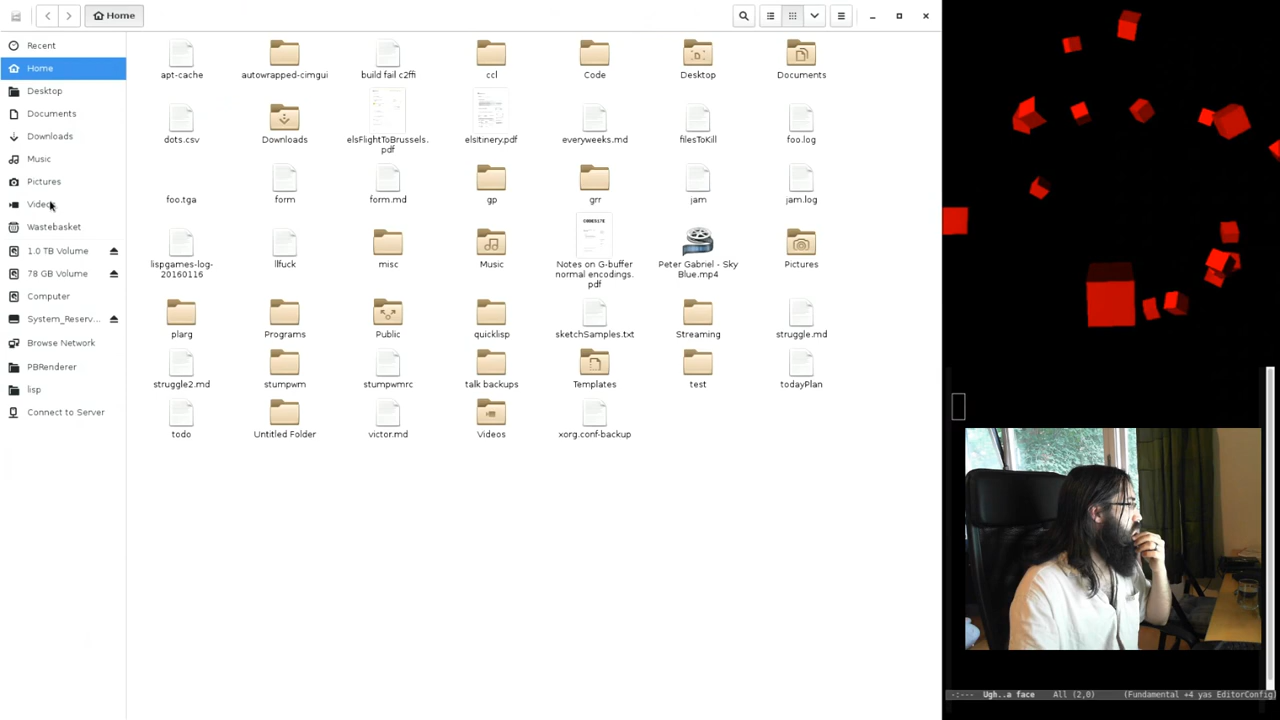 Home
Recent
Home
Desktop
Documents
Downloads
Music
Pictures
Videos
Wastebasket
1.0 TB Volume
78 GB Volume
Computer
System_Reserv...
Browse Network
PBRenderer
lisp
Connect to Server
apt-cache
autowrapped-cimgui
build fail c2ffi
ccl
Code
Desktop
Documents
dots.csv
Downloads
elsFlightToBrussels.
pdf
elsItinery.pdf
everyweeks.md
filesToKill
foo.log
foo.tga
form
form.md
gp
grr
jam
jam.log
lispgames-log-
20160116
llfuck
misc
Music
CODESITE
Notes on G-buffer
normal encodings.
pdf
Peter Gabriel - Sky
Blue.mp4
Pictures
plarg
Programs
Public
quicklisp
sketchSamples.txt
Streaming
struggle.md
struggle2.md
stumpwm
stumpwmrc
talk backups
Templates
test
todayPlan
todo
Untitled Folder
victor.md
Videos
xorg.conf-backup
-:--- Ugh..a face All (2,0) (Fundamental +4 yas EditorConfig)